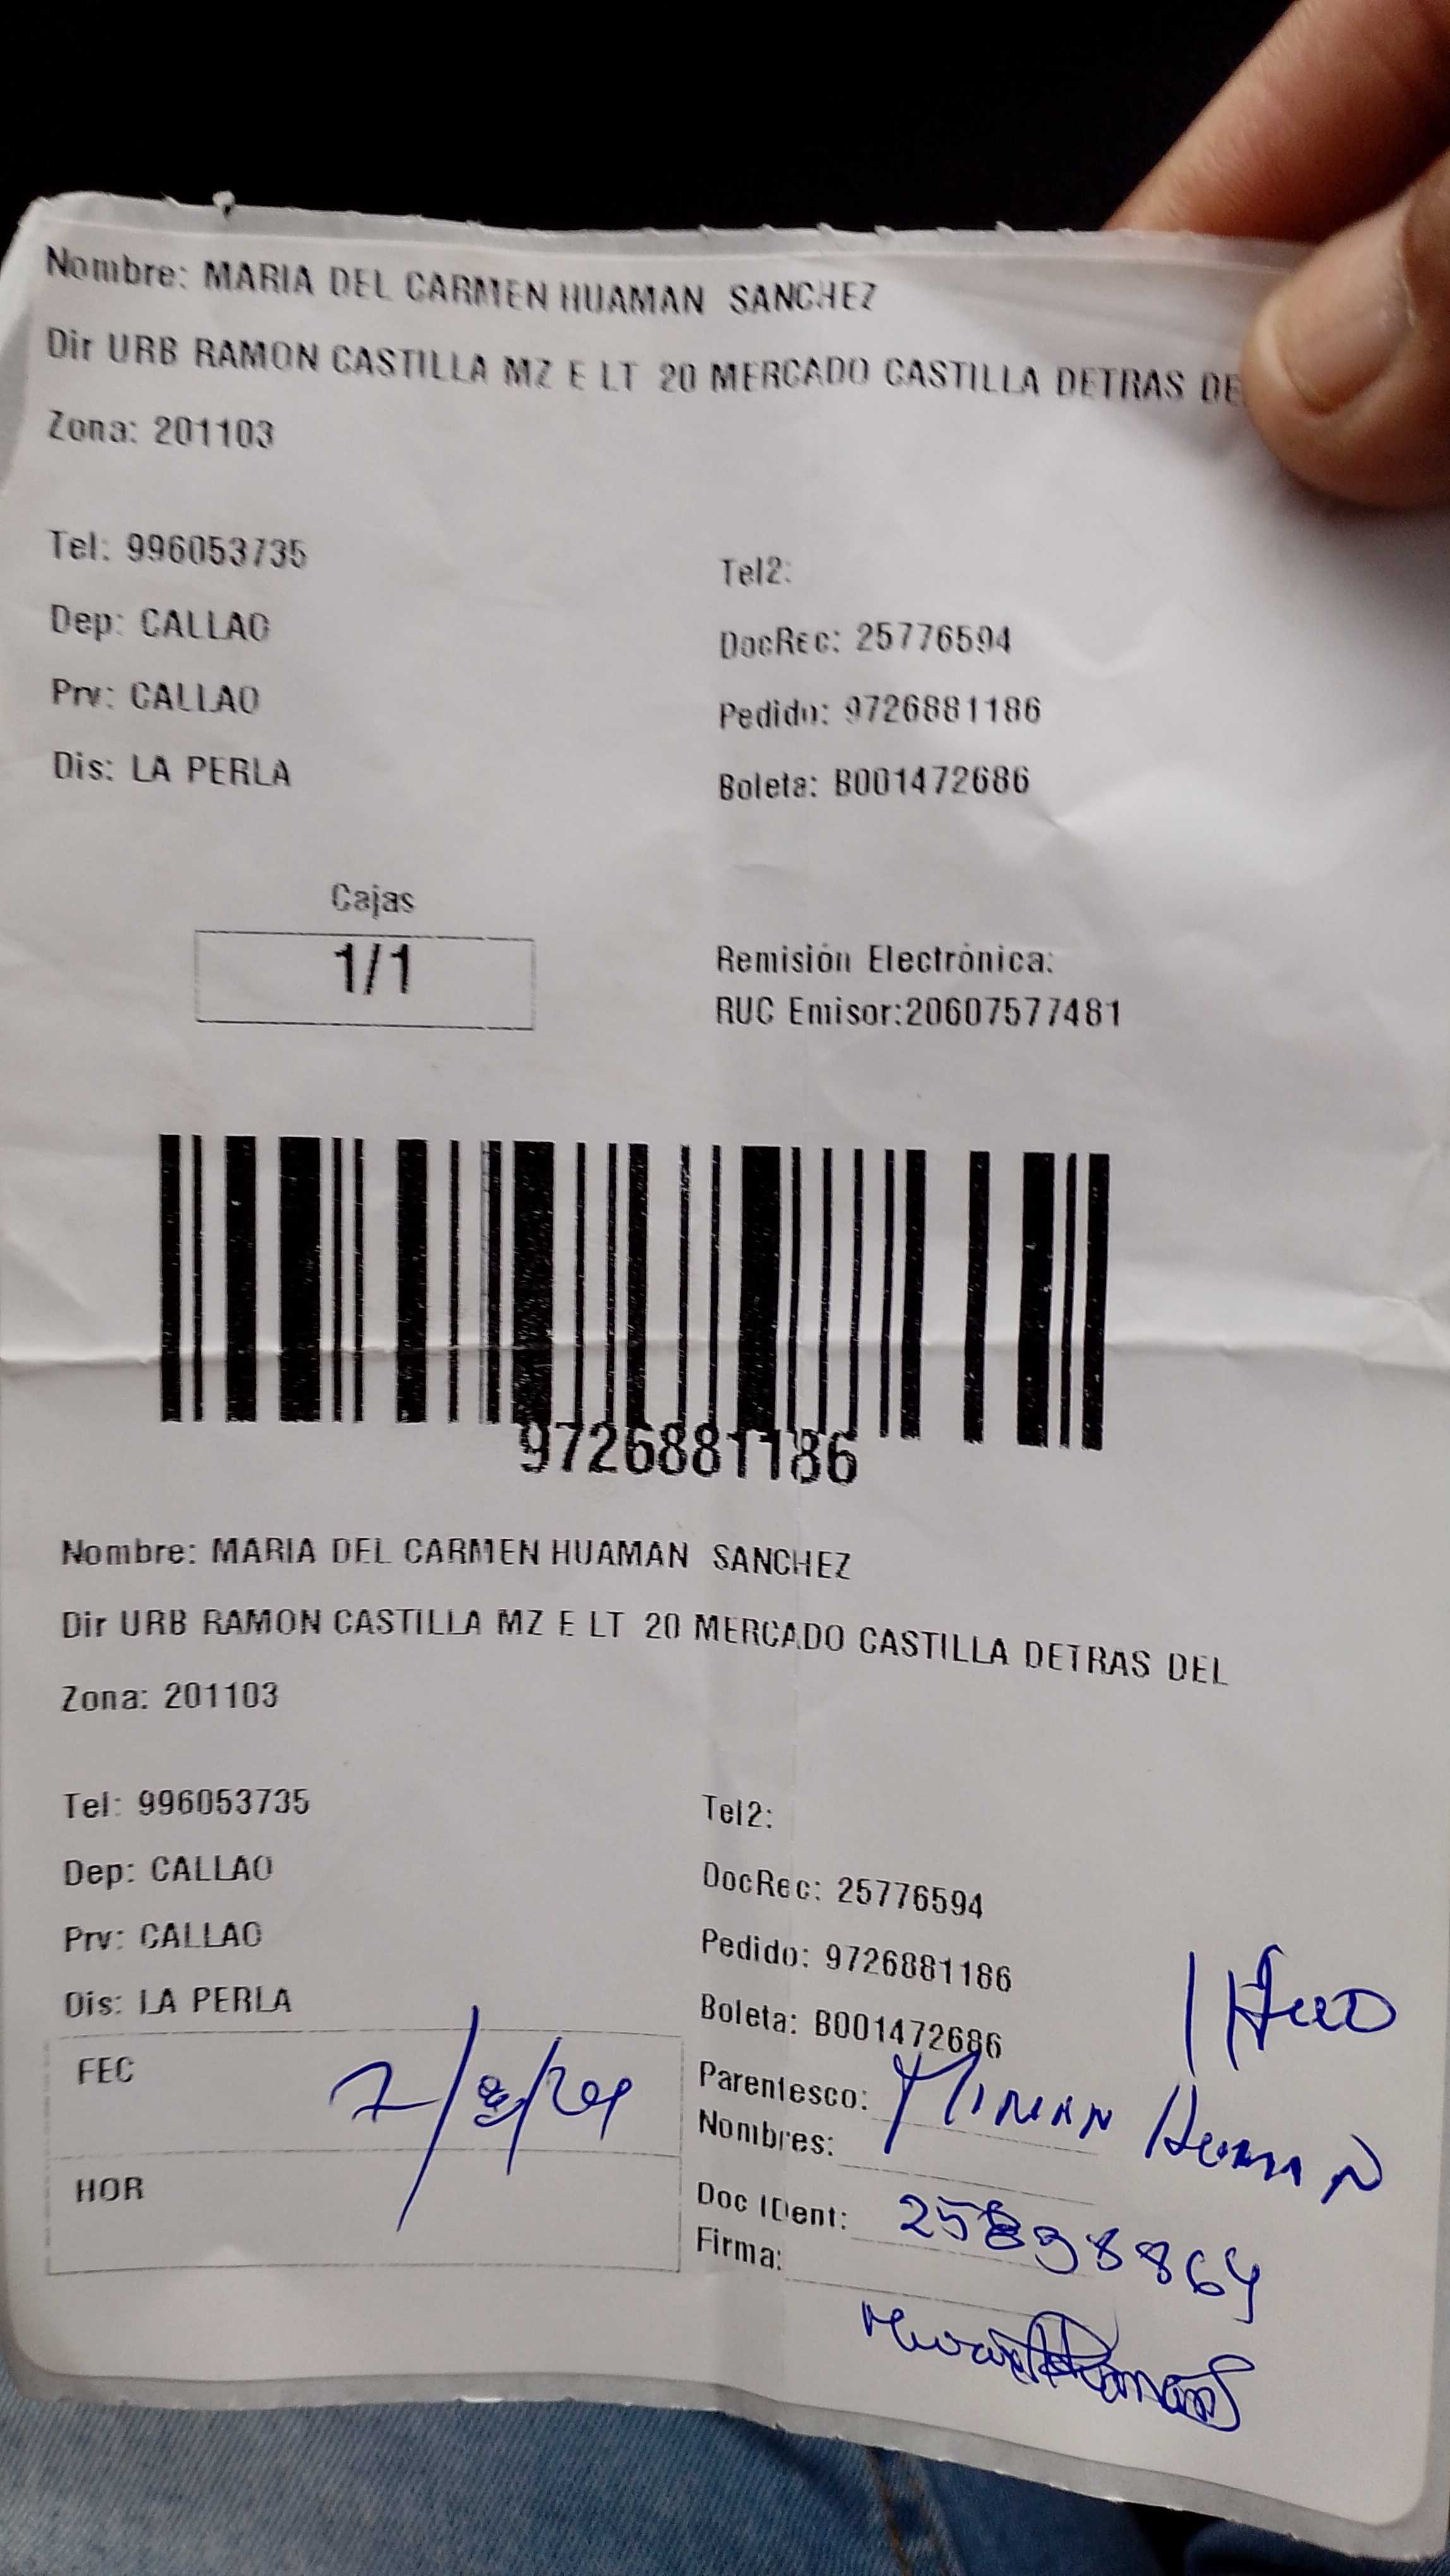 Nombre: MARIA DEL CARMEN HUAMAN SANCHEZ
Dir URB RAMON CASTILLA MZ E LT 20 MERCADO CASTILLA DETRAS DE
Zona: 201103
Tel: 996053735
Tel2:
Dep: CALLAO
DocRec: 25776594
Prv: CALLAO
Pedido: 9726881186
Dis: LA PERLA
Boleta: B001472686
Cajas
1/1
Remisión Electrónica:
RUC Emisor:20607577481
9726881186
Nombre: MARIA DEL CARMEN HUAMAN SANCHEZ
Dir URB RAMON CASTILLA MZ E LT 20 MERCADO CASTILLA DETRAS DEL
Zona: 201103
Tel: 996053735
Tel2:
Dep: CALLAO
DocRec: 25776594
Prv: CALLAO
Pedido: 9726881186
Dis: LA PERLA
Boleta: B001472686
FEC
Parentesco:
Nombres: Mirian Huaman
HOR
Doc IDent: 25898864
Firma: